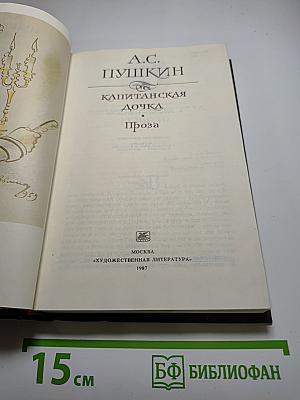 А.С.
ПУШКИН
КАПИТАНСКАЯ
ДОЧКА
•
Проза
МОСКВА
«ХУДОЖЕСТВЕННАЯ ЛИТЕРАТУРА»
1987
15 см
БФ БИБЛИОФАН